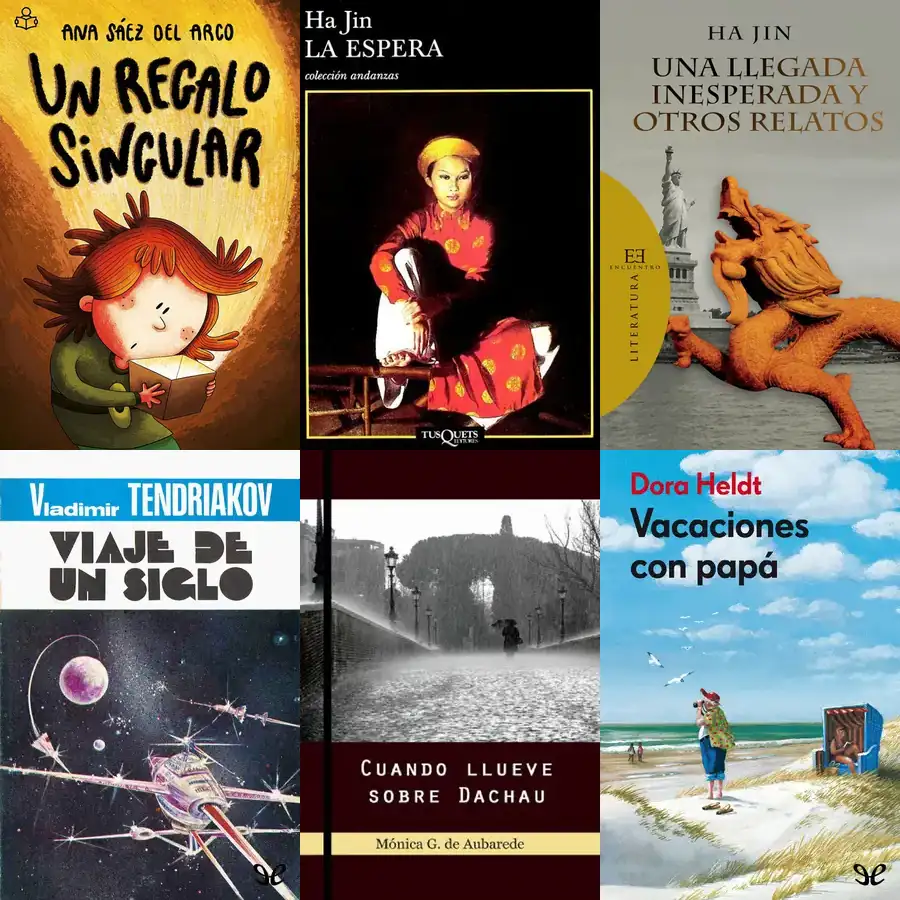 ANA SÁEZ DEL ARCO
UN REGALO
SINGULAR
Ha Jin
LA ESPERA
colección andanzas
TUSQUETS
EDITORES
HA JIN
UNA LLEGADA
INESPERADA Y
OTROS RELATOS
EE
ENCUENTRO
LITERATURA
Vladimir TENDRIAKOV
VIAJE DE
UN SIGLO
CUANDO LLUEVE
SOBRE DACHAU
Mónica G. de Aubarede
Dora Heldt
Vacaciones
con papá